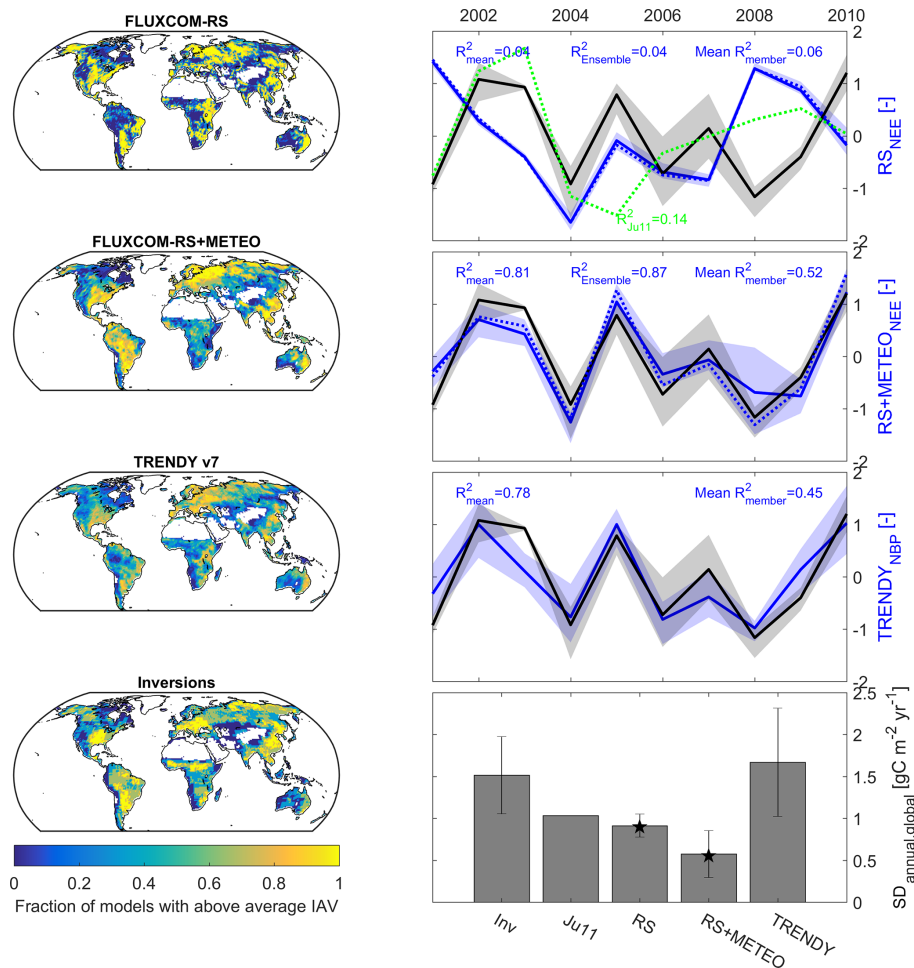 FLUXCOM-RS
FLUXCOM-RS+METEO
TRENDY v7
Inversions
0 0.2 0.4 0.6 0.8 1
Fraction of models with above average IAV
2002 2004 2006 2008 2010
R²mean=0.04 R²Ensemble=0.04 Mean R²member=0.06
R²Ju11=0.14
2
1
0
-1
-2
RS_NEE [-]
R²mean=0.81 R²Ensemble=0.87 Mean R²member=0.52
2
1
0
-1
-2
RS+METEO_NEE [-]
R²mean=0.78 Mean R²member=0.45
2
1
0
-1
-2
TRENDY_NBP [-]
2.5
2
1.5
1
0.5
0
SD_annual,global [gC m⁻² yr⁻¹]
Inv Ju11 RS RS+METEO TRENDY